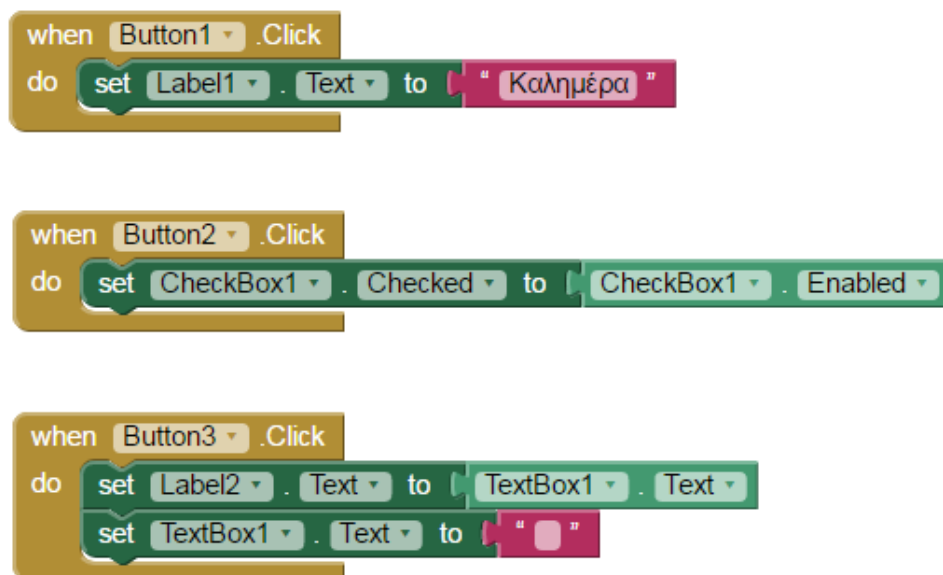 when Button1 .Click
do set Label1 . Text to “ Καλημέρα ”
when Button2 .Click
do set CheckBox1 . Checked to CheckBox1 . Enabled
when Button3 .Click
do set Label2 . Text to TextBox1 . Text
set TextBox1 . Text to “ ”